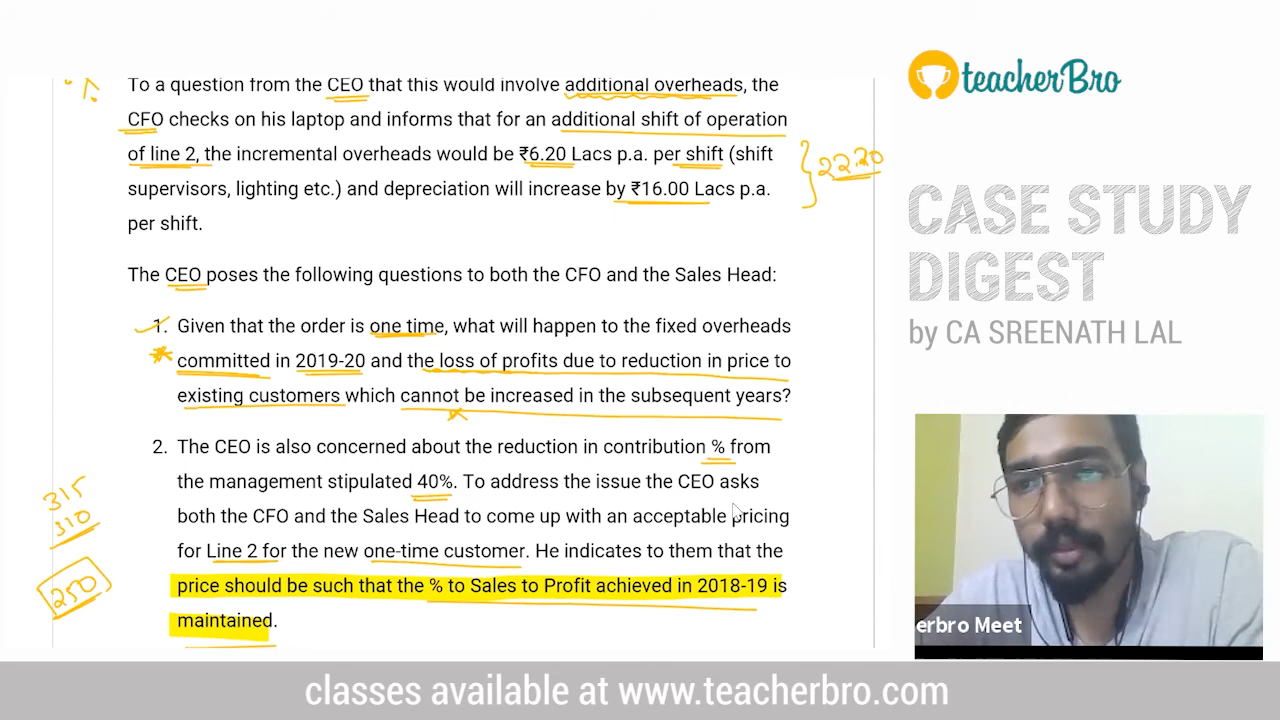 teacherBro
To a question from the CEO that this would involve additional overheads, the
CFO checks on his laptop and informs that for an additional shift of operation
of line 2, the incremental overheads would be ₹6.20 Lacs p.a. per shift (shift
supervisors, lighting etc.) and depreciation will increase by ₹16.00 Lacs p.a.
per shift.
22.20
The CEO poses the following questions to both the CFO and the Sales Head:
1. Given that the order is one time, what will happen to the fixed overheads
committed in 2019-20 and the loss of profits due to reduction in price to
existing customers which cannot be increased in the subsequent years?
2. The CEO is also concerned about the reduction in contribution % from
the management stipulated 40%. To address the issue the CEO asks
both the CFO and the Sales Head to come up with an acceptable pricing
for Line 2 for the new one-time customer. He indicates to them that the
price should be such that the % to Sales to Profit achieved in 2018-19 is
maintained.
315
310
250
CASE STUDY
DIGEST
by CA SREENATH LAL
erbro Meet
classes available at www.teacherbro.com